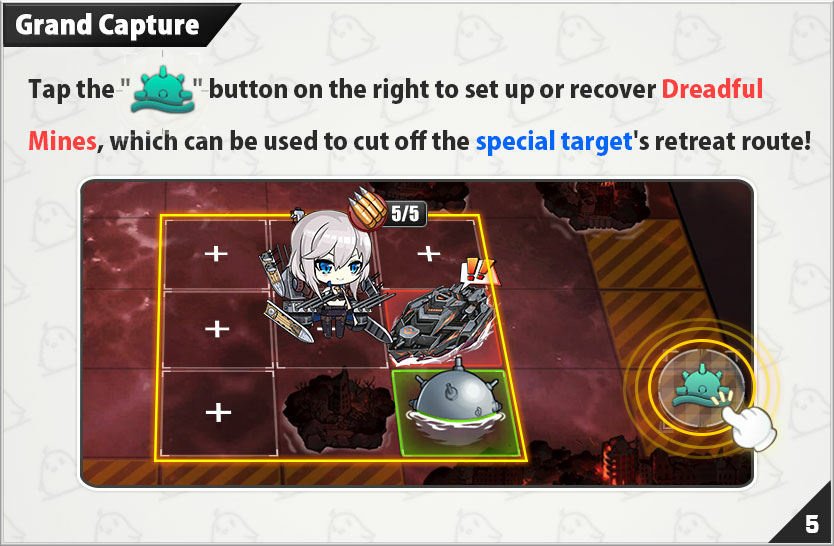 Grand Capture
Tap the " " button on the right to set up or recover Dreadful
Mines, which can be used to cut off the special target's retreat route!
5/5
!!
5